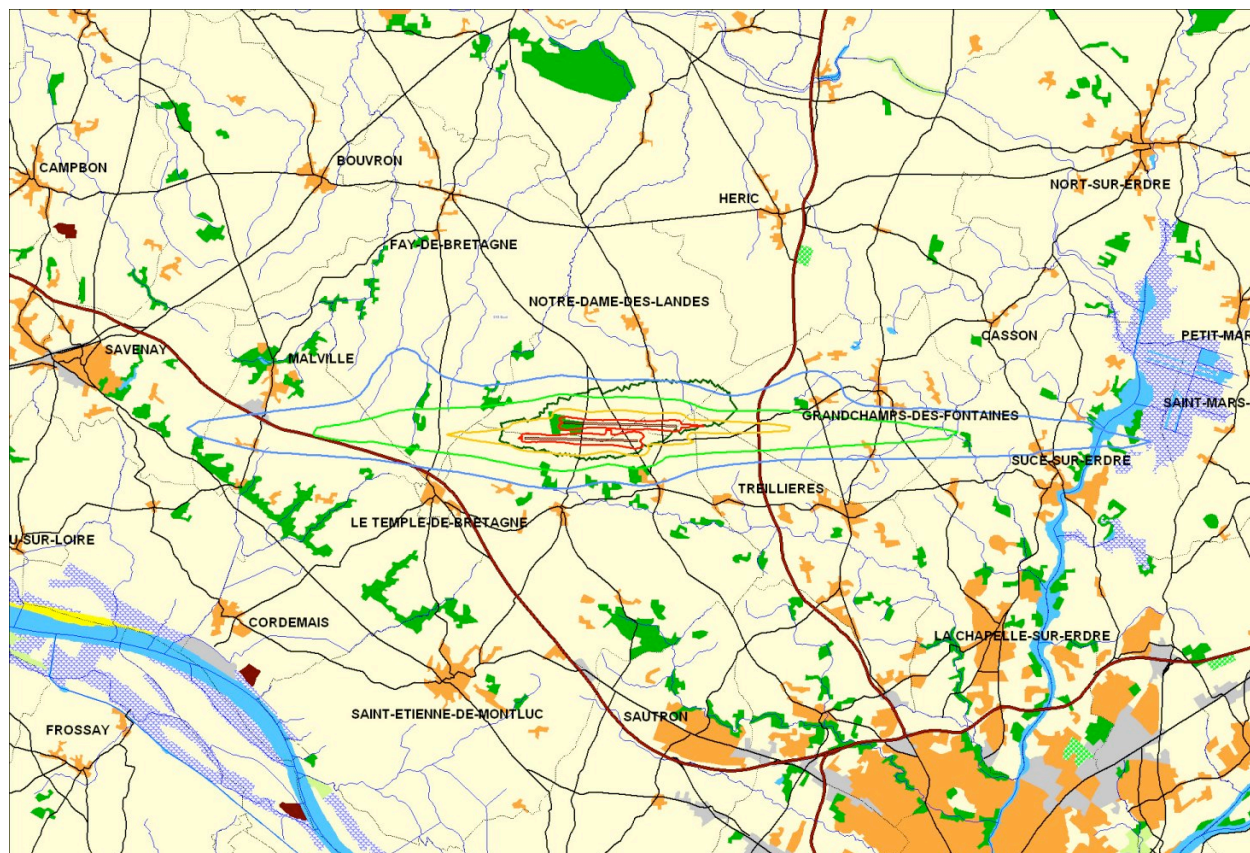 BOUVRON
CAMPBON
NORT-SUR-ERDRE
HERIC
FAY-DE-BRETAGNE
NOTRE-DAME-DES-LANDES
CASSON
PETIT-MAR
SAVENAY
MALVILLE
SAINT-MARS-
GRANDCHAMPS-DES-FONTAINES
SUCE-SUR-ERDRE
TREILLIERES
LE TEMPLE-DE-BRETAGNE
U-SUR-LOIRE
CORDEMAIS
LA CHAPELLE-SUR-ERDRE
SAINT-ETIENNE-DE-MONTLUC
SAUTRON
FROSSAY